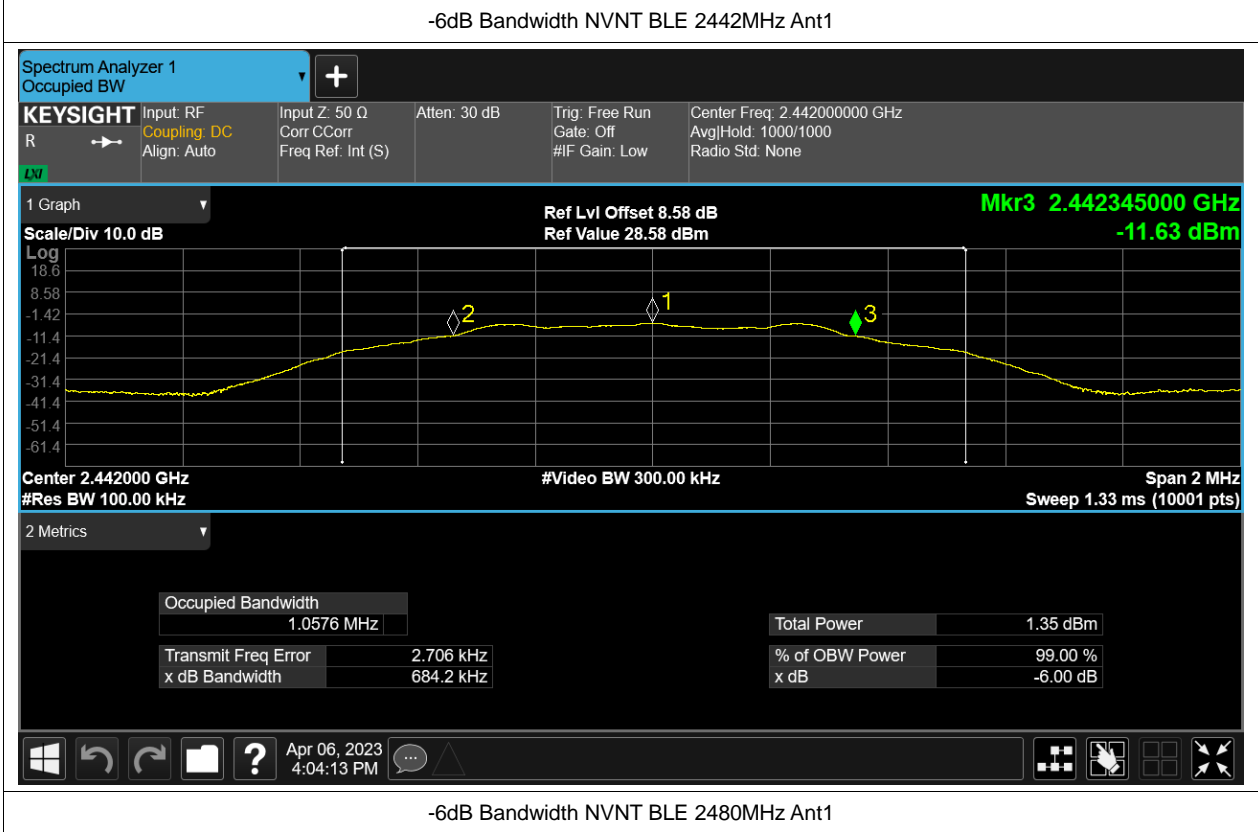 -6dB Bandwidth NVNT BLE 2442MHz Ant1
Spectrum Analyzer 1
Occupied BW
KEYSIGHT Input: RF Input Z: 50 Ω Atten: 30 dB Trig: Free Run Center Freq: 2.442000000 GHz
R Coupling: DC Corr CCorr Gate: Off Avg|Hold: 1000/1000
Align: Auto Freq Ref: Int (S) #IF Gain: Low Radio Std: None
LXI
1 Graph Ref Lvl Offset 8.58 dB Mkr3 2.442345000 GHz
Scale/Div 10.0 dB Ref Value 28.58 dBm -11.63 dBm
Log
18.6
8.58
-1.42
-11.4
-21.4
-31.4
-41.4
-51.4
-61.4
2 1 3
Center 2.442000 GHz #Video BW 300.00 kHz Span 2 MHz
#Res BW 100.00 kHz Sweep 1.33 ms (10001 pts)
2 Metrics
Occupied Bandwidth
1.0576 MHz Total Power 1.35 dBm
Transmit Freq Error 2.706 kHz % of OBW Power 99.00 %
x dB Bandwidth 684.2 kHz x dB -6.00 dB
? Apr 06, 2023
4:04:13 PM
-6dB Bandwidth NVNT BLE 2480MHz Ant1